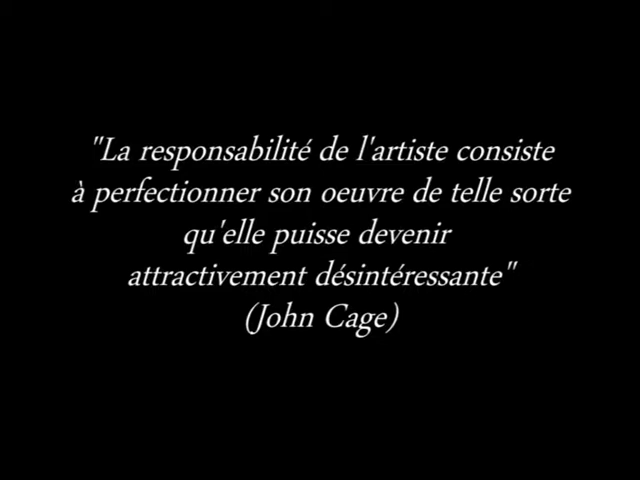 "La responsabilité de l'artiste consiste
à perfectionner son oeuvre de telle sorte
qu'elle puisse devenir
attractivement désintéressante"
(John Cage)